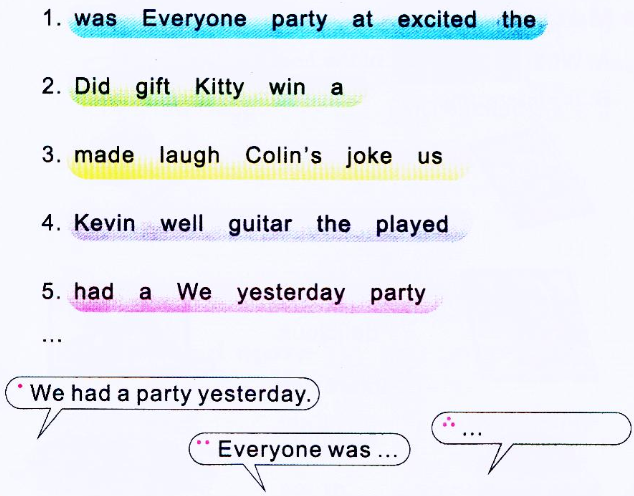 1. was Everyone party at excited the
2. Did gift Kitty win a
3. made laugh Colin's joke us
4. Kevin well guitar the played
5. had a We yesterday party
...
We had a party yesterday.
Everyone was ...
...